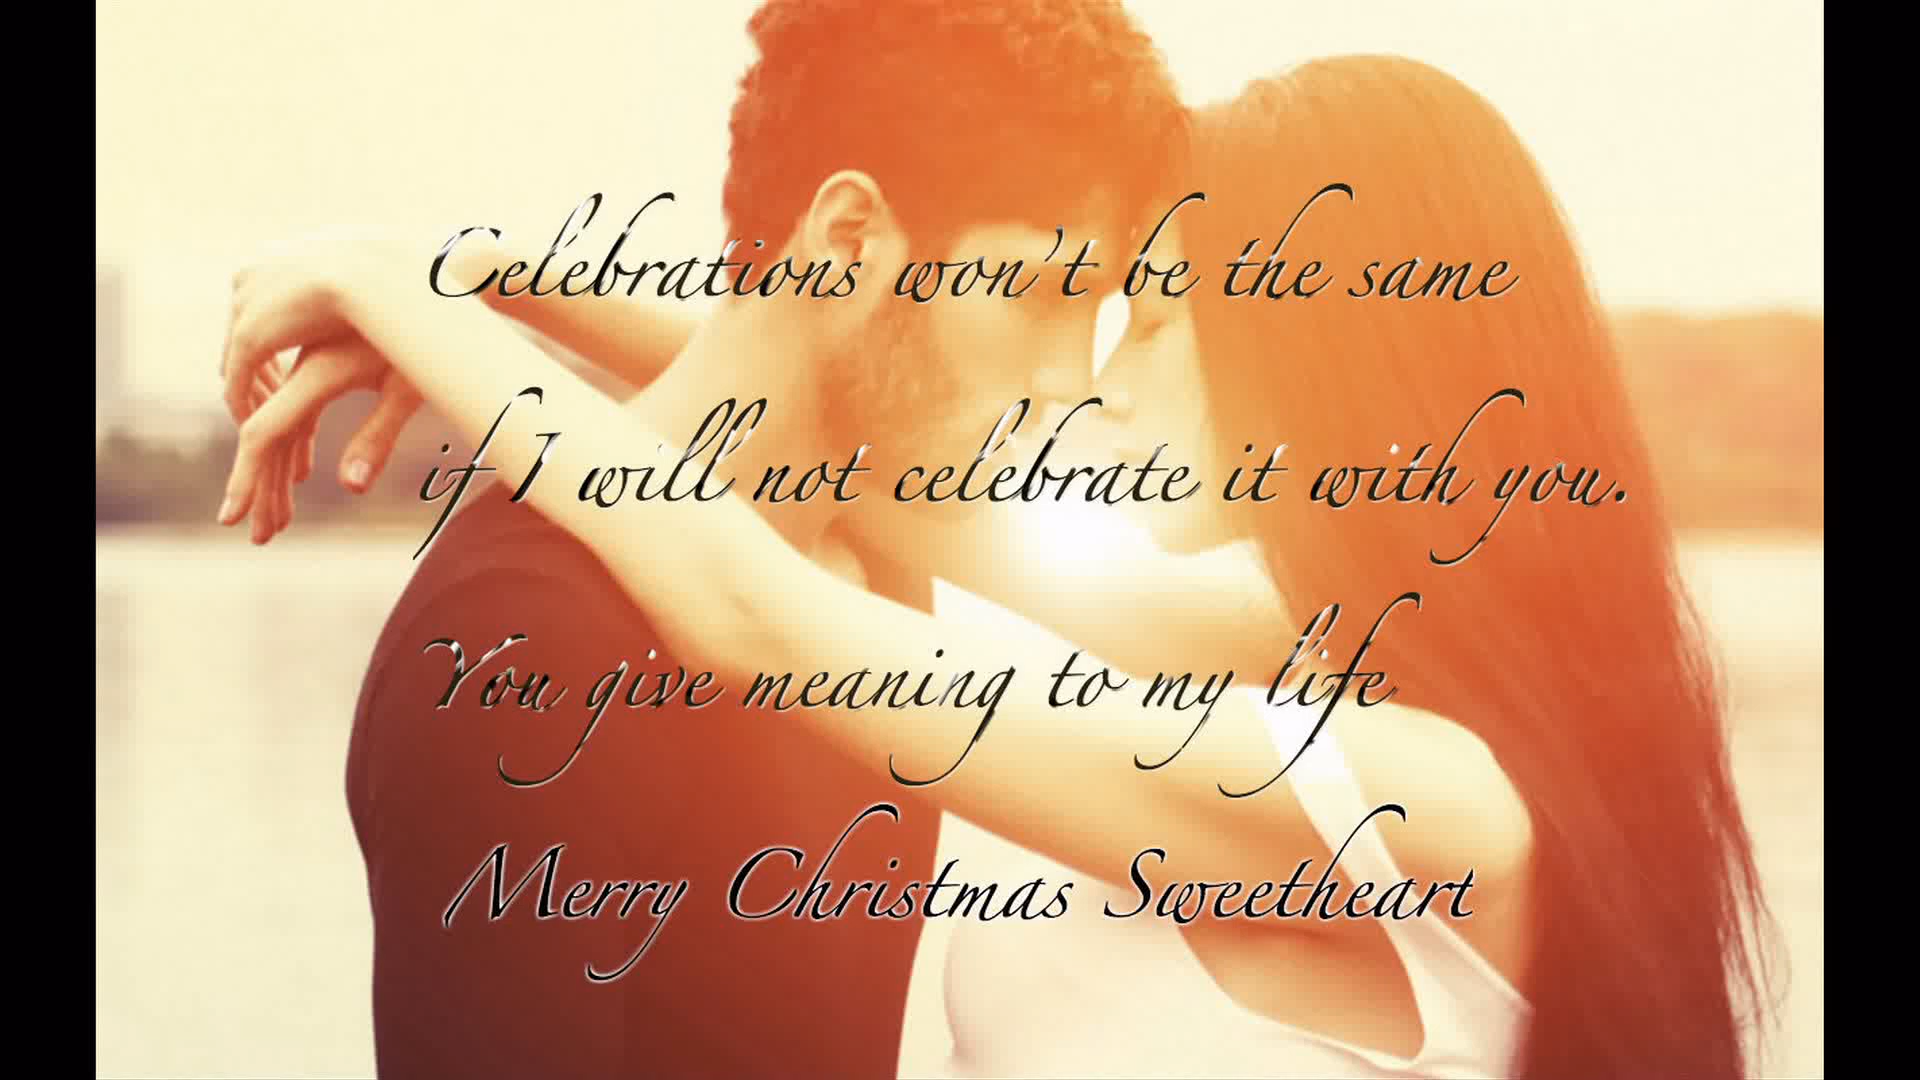 Celebrations won't be the same
if I will not celebrate it with you.
You give meaning to my life
Merry Christmas Sweetheart